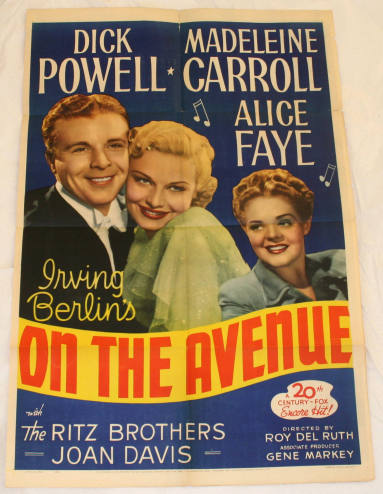 DICK MADELEINE
POWELL ★ CARROLL
ALICE
FAYE
Irving
Berlin's
ON THE AVENUE
with
The RITZ BROTHERS
JOAN DAVIS
A
20th
CENTURY-FOX
Encore Hit!
DIRECTED BY
ROY DEL RUTH
ASSOCIATE PRODUCER
GENE MARKEY